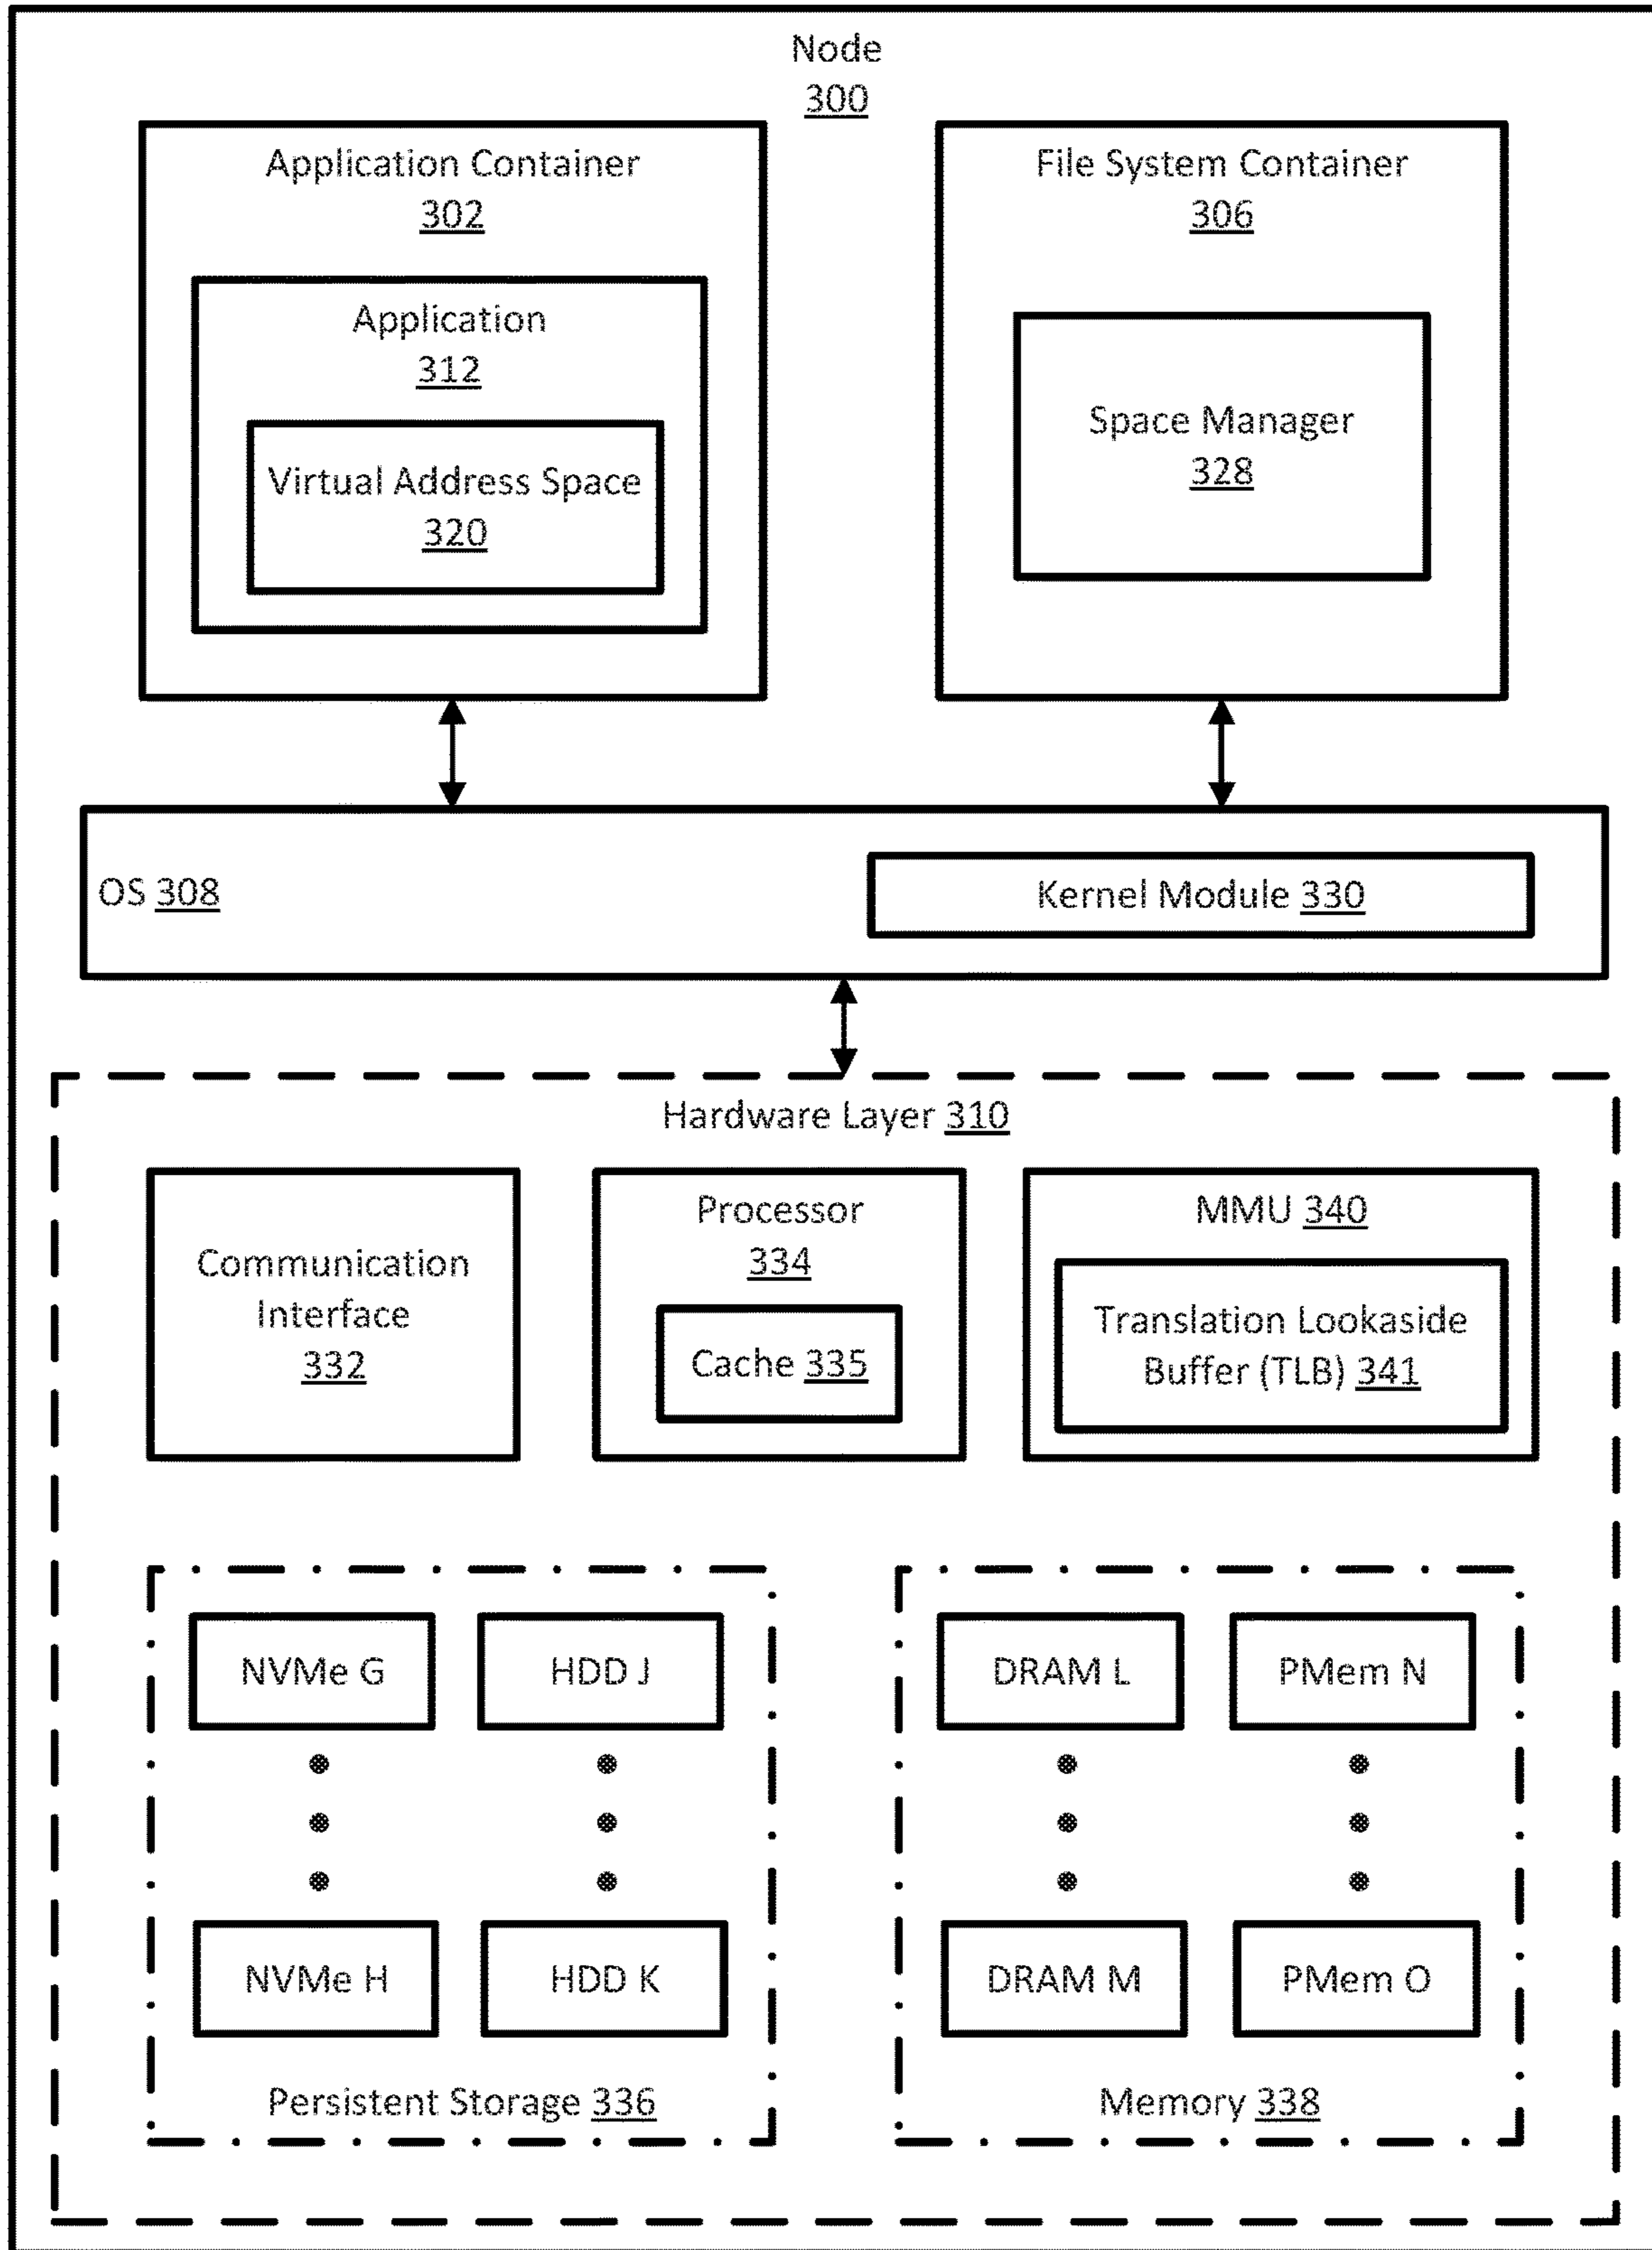 Node
300
Application Container
302
Application
312
Virtual Address Space
320
File System Container
306
Space Manager
328
OS 308
Kernel Module 330
Hardware Layer 310
Communication
Interface
332
Processor
334
Cache 335
MMU 340
Translation Lookaside
Buffer (TLB) 341
NVMe G
HDD J
NVMe H
HDD K
Persistent Storage 336
DRAM L
PMem N
DRAM M
PMem O
Memory 338